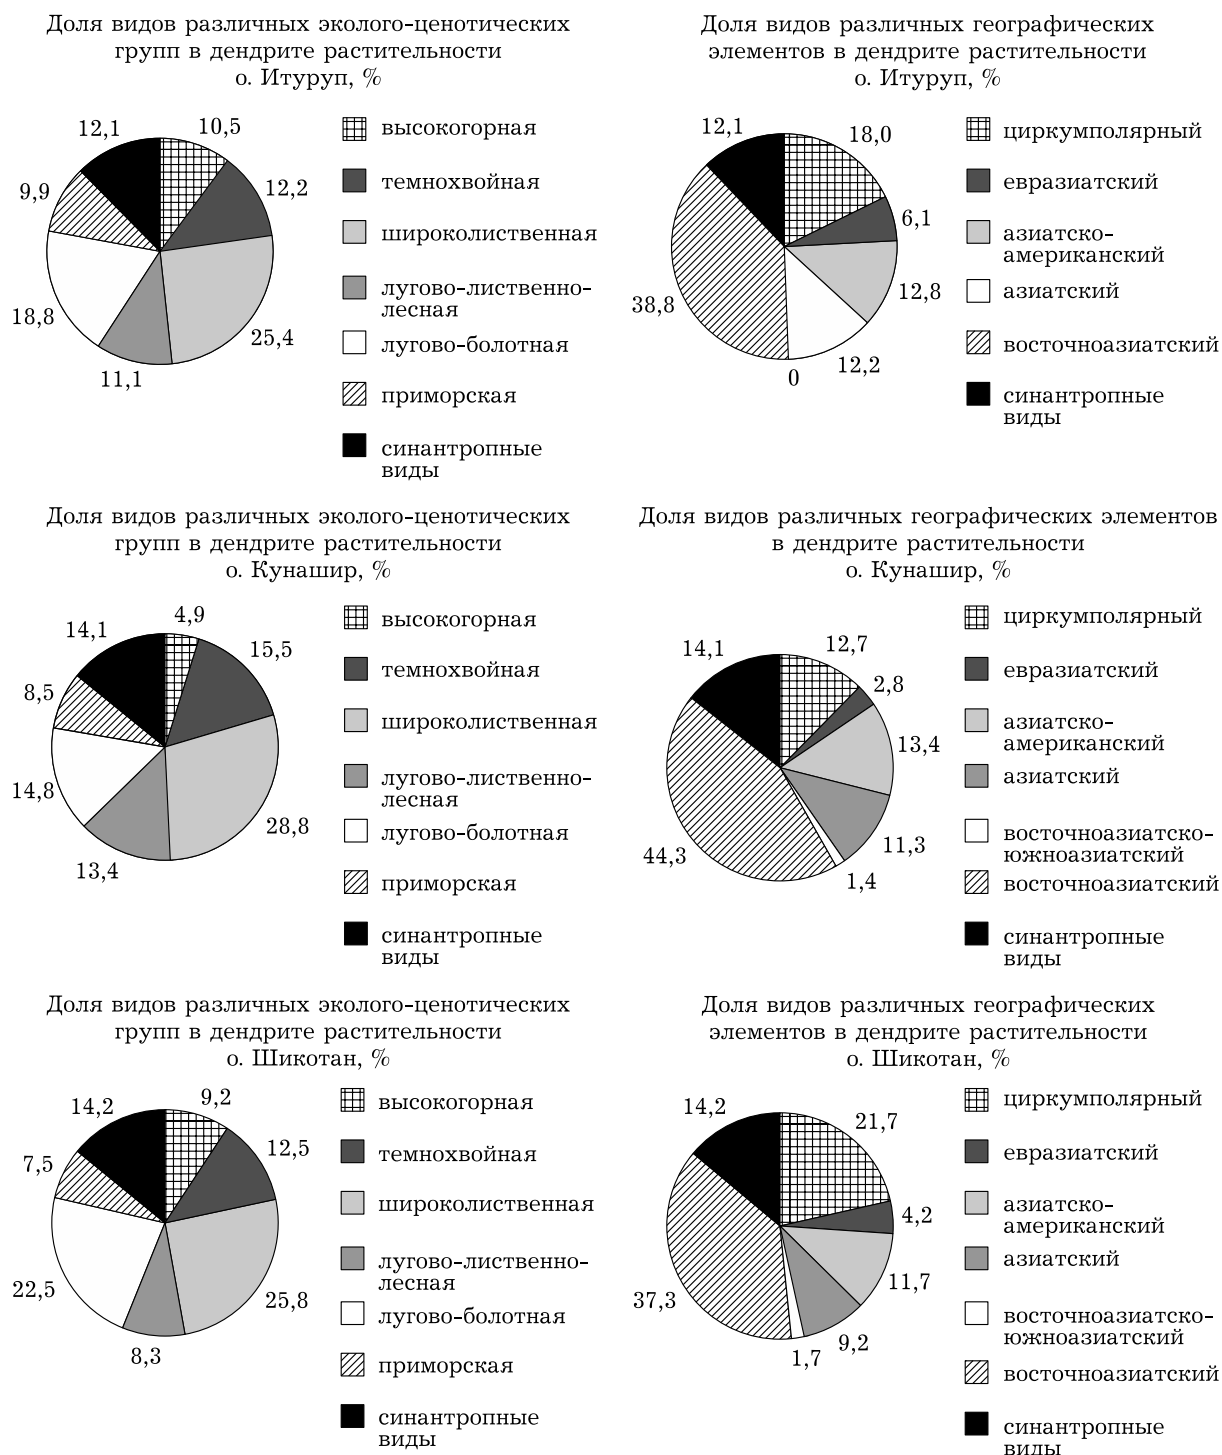 Доля видов различных эколого-ценотических
групп в дендрите растительности
о. Итуруп, %
12,1
10,5
9,9
12,2
18,8
25,4
11,1
высокогорная
темнохвойная
широколиственная
лугово-лиственно-
лесная
лугово-болотная
приморская
синантропные
виды
Доля видов различных географических
элементов в дендрите растительности
о. Итуруп, %
12,1
18,0
6,1
38,8
12,8
12,2
0
циркумполярный
евразиатский
азиатско-
американский
азиатский
восточноазиатский
синантропные
виды
Доля видов различных эколого-ценотических
групп в дендрите растительности
о. Кунашир, %
4,9
14,1
15,5
8,5
14,8
28,8
13,4
высокогорная
темнохвойная
широколиственная
лугово-лиственно-
лесная
лугово-болотная
приморская
синантропные
виды
Доля видов различных географических элементов
в дендрите растительности
о. Кунашир, %
14,1
12,7
2,8
13,4
44,3
11,3
1,4
циркумполярный
евразиатский
азиатско-
американский
азиатский
восточноазиатско-
южноазиатский
восточноазиатский
синантропные
виды
Доля видов различных эколого-ценотических
групп в дендрите растительности
о. Шикотан, %
14,2
9,2
7,5
12,5
22,5
25,8
8,3
высокогорная
темнохвойная
широколиственная
лугово-лиственно-
лесная
лугово-болотная
приморская
синантропные
виды
Доля видов различных географических
элементов в дендрите растительности
о. Шикотан, %
14,2
21,7
4,2
11,7
37,3
9,2
1,7
циркумполярный
евразиатский
азиатско-
американский
азиатский
восточноазиатско-
южноазиатский
восточноазиатский
синантропные
виды